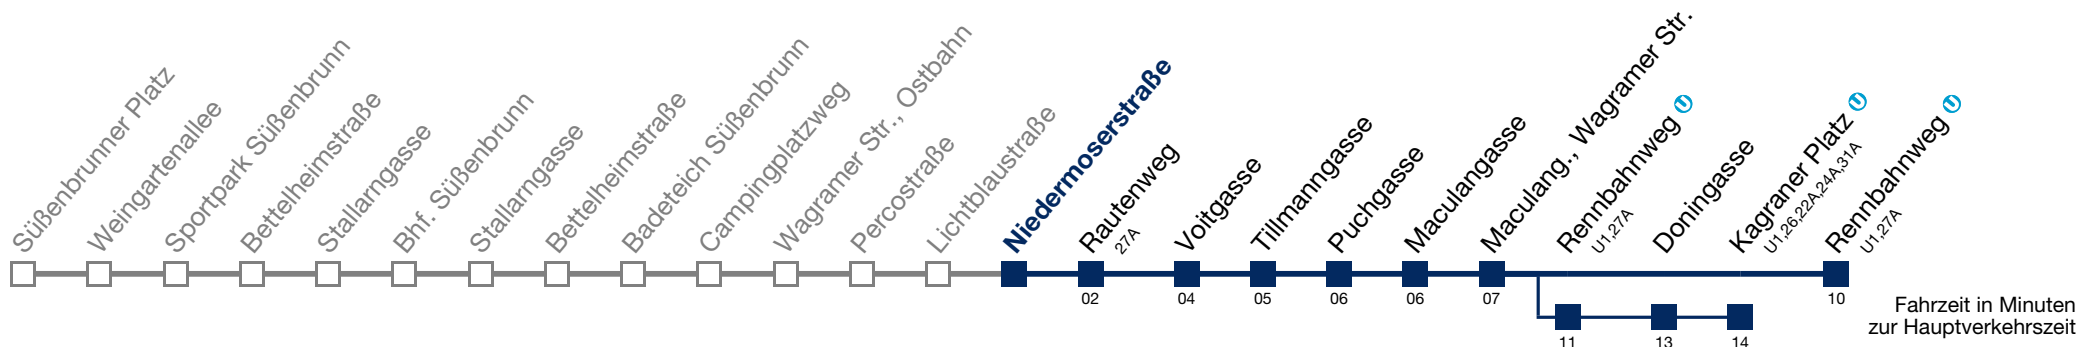 Süßenbrunner Platz
Weingartenallee
Sportpark Süßenbrunn
Bettelheimstraße
Stallarngasse
Bhf. Süßenbrunn
Stallarngasse
Bettelheimstraße
Badeteich Süßenbrunn
Campingplatzweg
Wagramer Str., Ostbahn
Percostraße
Lichtblaustraße
Niedermoserstraße
Rautenweg
27A
Voitgasse
Tillmanngasse
Puchgasse
Maculangasse
Maculang., Wagramer Str.
Rennbahnweg U
U1,27A
Doningasse
Kagraner Platz U
U1,26,22A,24A,31A
Rennbahnweg U
U1,27A
02
04
05
06
06
07
10
11
13
14
Fahrzeit in Minuten
zur Hauptverkehrszeit